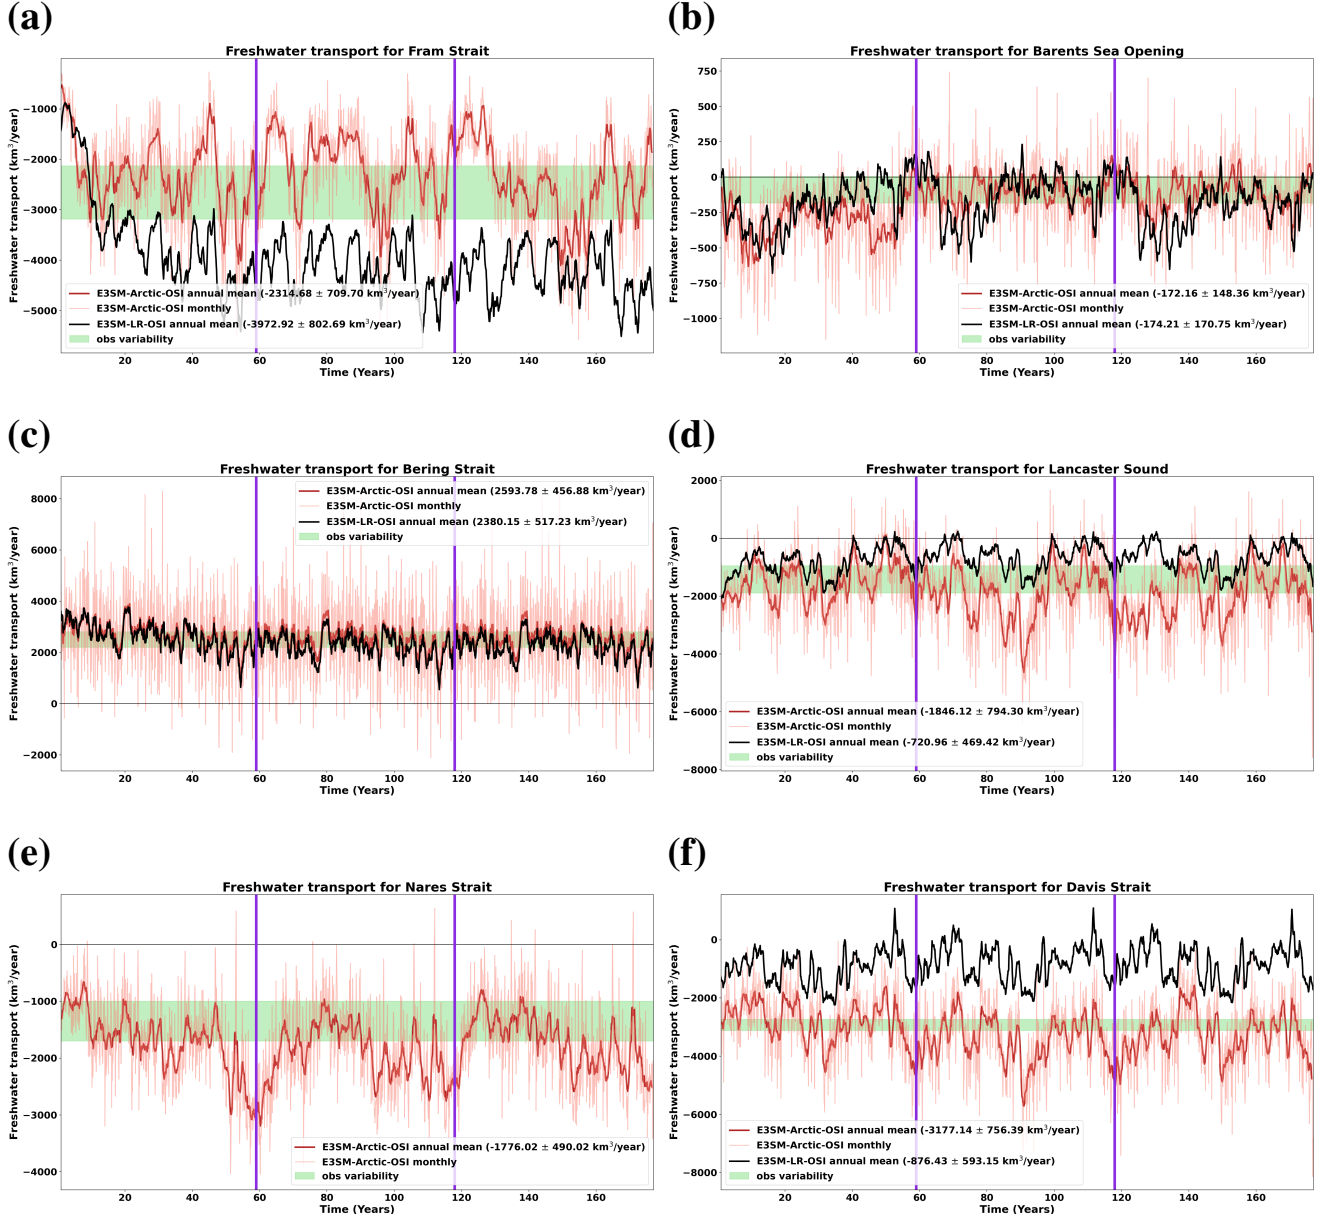 (a)
Freshwater transport for Fram Strait
Freshwater transport (km³/year)
−1000
−2000
−3000
−4000
−5000
E3SM-Arctic-OSI annual mean (-2314.68 ± 709.70 km³/year)
E3SM-Arctic-OSI monthly
E3SM-LR-OSI annual mean (-3972.92 ± 802.69 km³/year)
obs variability
20 40 60 80 100 120 140 160
Time (Years)
(b)
Freshwater transport for Barents Sea Opening
Freshwater transport (km³/year)
750
500
250
0
−250
−500
−750
−1000
E3SM-Arctic-OSI annual mean (-172.16 ± 148.36 km³/year)
E3SM-Arctic-OSI monthly
E3SM-LR-OSI annual mean (-174.21 ± 170.75 km³/year)
obs variability
20 40 60 80 100 120 140 160
Time (Years)
(c)
Freshwater transport for Bering Strait
Freshwater transport (km³/year)
8000
6000
4000
2000
0
−2000
E3SM-Arctic-OSI annual mean (2593.78 ± 456.88 km³/year)
E3SM-Arctic-OSI monthly
E3SM-LR-OSI annual mean (2380.15 ± 517.23 km³/year)
obs variability
20 40 60 80 100 120 140 160
Time (Years)
(d)
Freshwater transport for Lancaster Sound
Freshwater transport (km³/year)
2000
0
−2000
−4000
−6000
−8000
E3SM-Arctic-OSI annual mean (-1846.12 ± 794.30 km³/year)
E3SM-Arctic-OSI monthly
E3SM-LR-OSI annual mean (-720.96 ± 469.42 km³/year)
obs variability
20 40 60 80 100 120 140 160
Time (Years)
(e)
Freshwater transport for Nares Strait
Freshwater transport (km³/year)
0
−1000
−2000
−3000
−4000
E3SM-Arctic-OSI annual mean (-1776.02 ± 490.02 km³/year)
E3SM-Arctic-OSI monthly
obs variability
20 40 60 80 100 120 140 160
Time (Years)
(f)
Freshwater transport for Davis Strait
Freshwater transport (km³/year)
0
−2000
−4000
−6000
−8000
E3SM-Arctic-OSI annual mean (-3177.14 ± 756.39 km³/year)
E3SM-Arctic-OSI monthly
E3SM-LR-OSI annual mean (-876.43 ± 593.15 km³/year)
obs variability
20 40 60 80 100 120 140 160
Time (Years)